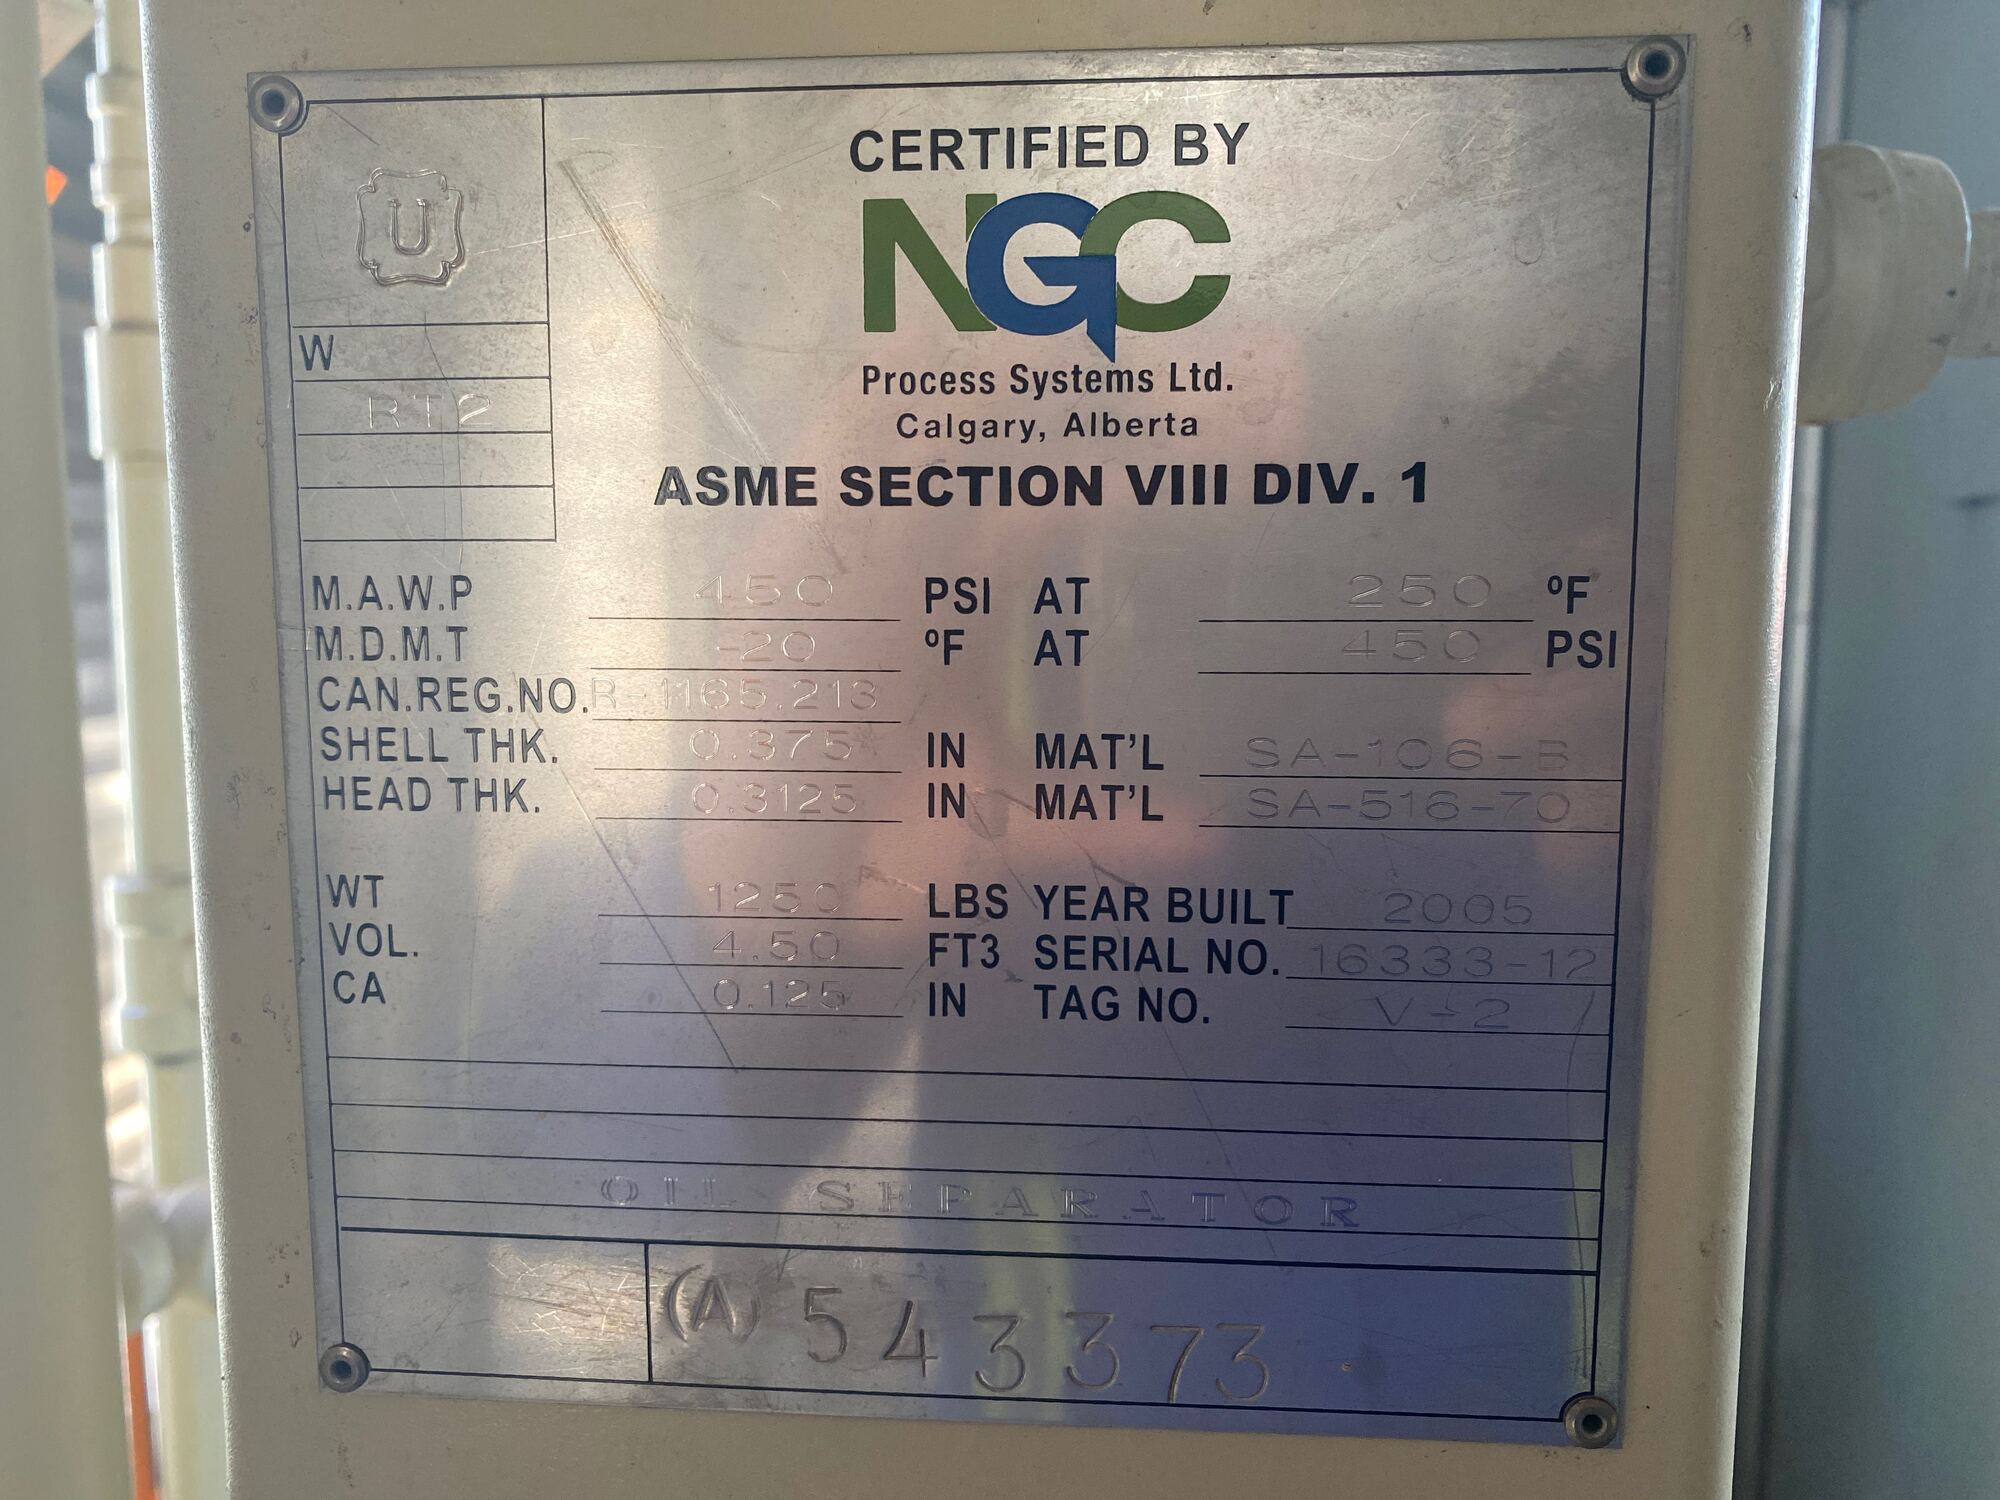 U
CERTIFIED BY
NGC
Process Systems Ltd.
Calgary, Alberta
ASME SECTION VIII DIV. 1
W
RT2
M.A.W.P 450 PSI AT 250 ºF
M.D.M.T -20 ºF AT 450 PSI
CAN.REG.NO. R-1165.213
SHELL THK. 0.375 IN MAT'L SA-106-B
HEAD THK. 0.3125 IN MAT'L SA-516-70
WT 1250 LBS YEAR BUILT 2005
VOL. 4.50 FT3 SERIAL NO. 16333-12
CA 0.125 IN TAG NO. V-2
OIL SEPARATOR
(A) 543373